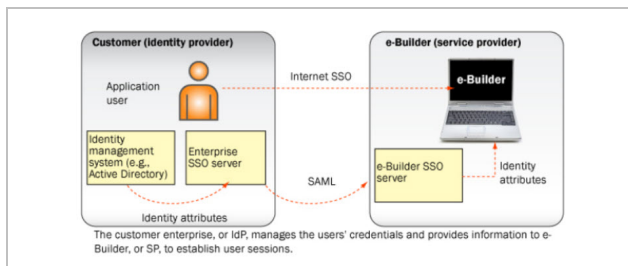 Customer (identity provider)
e-Builder (service provider)
Application
user
Internet SSO
e-Builder
Identity
management
system (e.g.,
Active Directory)
Enterprise
SSO server
SAML
e-Builder SSO
server
Identity
attributes
Identity attributes
The customer enterprise, or IdP, manages the users' credentials and provides information to e-
Builder, or SP, to establish user sessions.